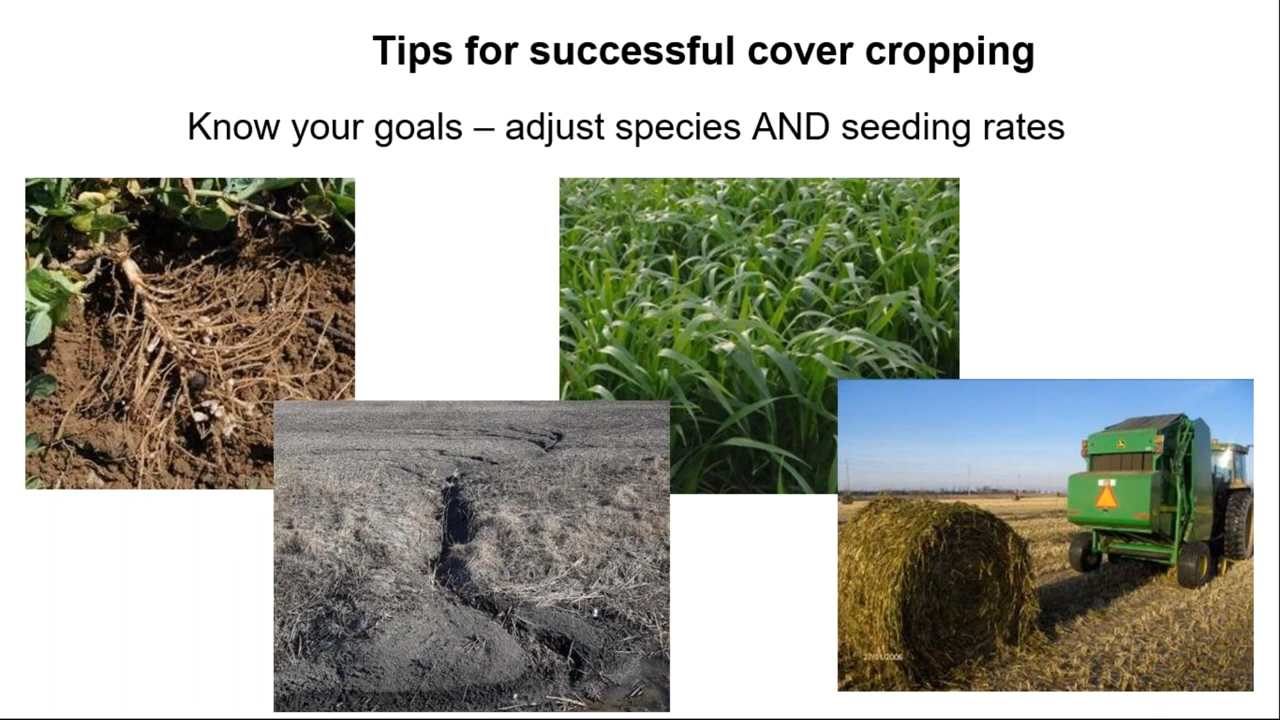 Tips for successful cover cropping
Know your goals – adjust species AND seeding rates